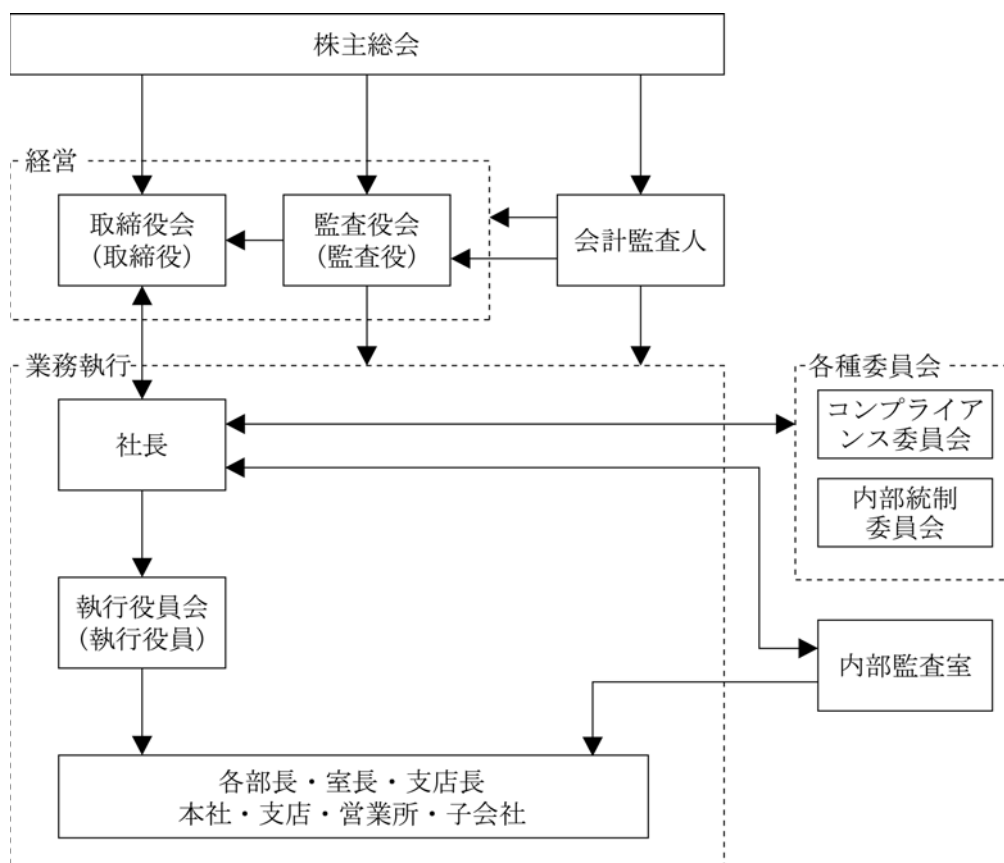 株主総会
経営
取締役会
(取締役)
監査役会
(監査役)
会計監査人
業務執行
各種委員会
社長
コンプライア
ンス委員会
内部統制
委員会
執行役員会
(執行役員)
内部監査室
各部長・室長・支店長
本社・支店・営業所・子会社